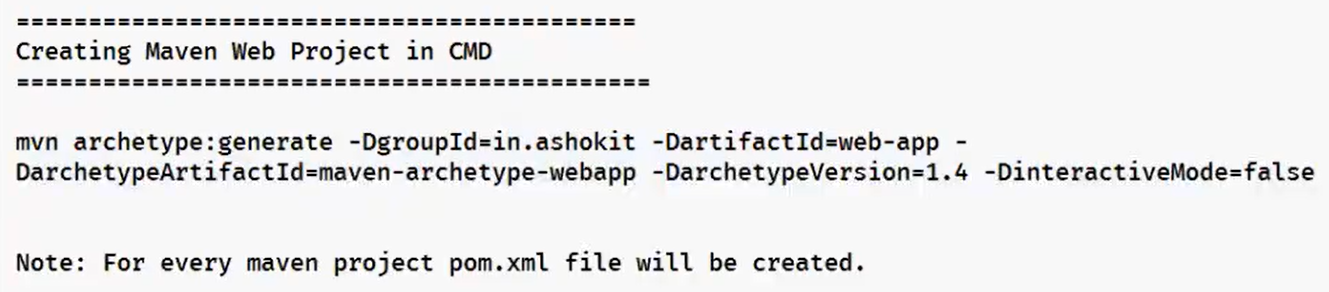 ===========================================
Creating Maven Web Project in CMD
============================================
mvn archetype:generate -DgroupId=in.ashokit -DartifactId=web-app -
DarchetypeArtifactId=maven-archetype-webapp -DarchetypeVersion=1.4 -DinteractiveMode=false
Note: For every maven project pom.xml file will be created.